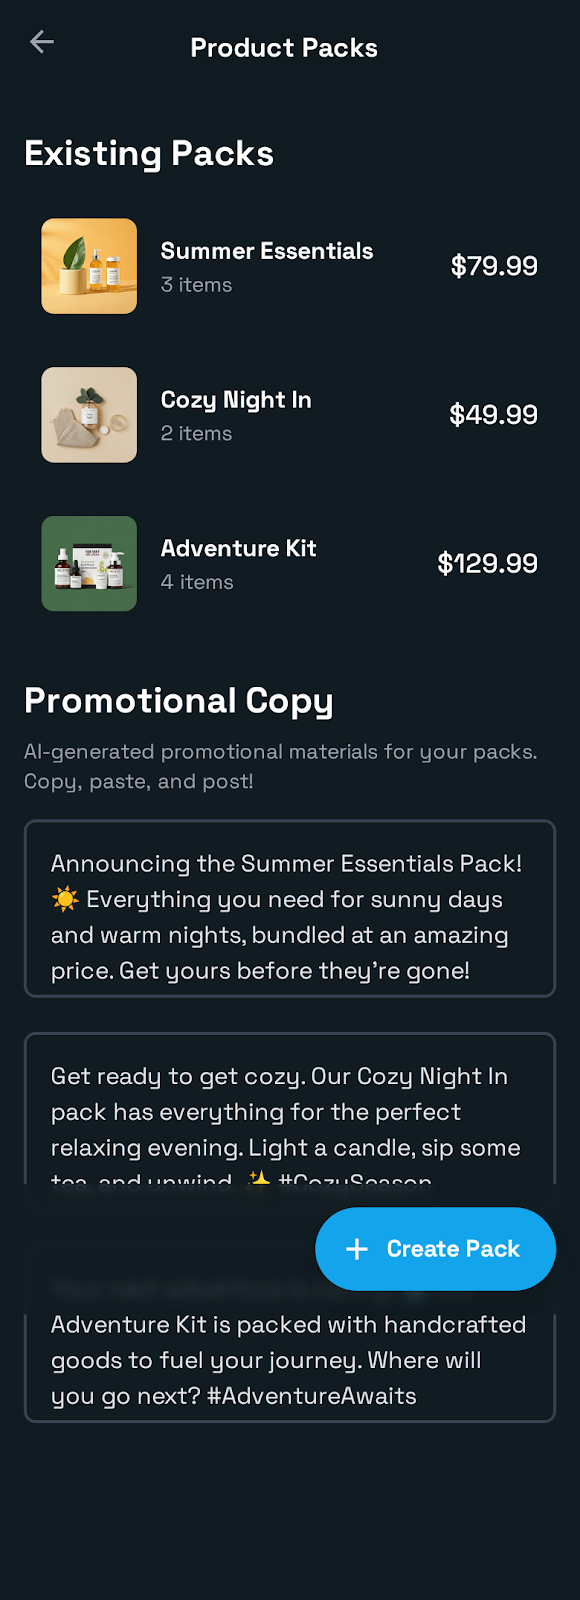 Product Packs
Existing Packs
Summer Essentials
3 items
$79.99
Cozy Night In
2 items
$49.99
Adventure Kit
4 items
$129.99
Promotional Copy
AI-generated promotional materials for your packs.
Copy, paste, and post!
Announcing the Summer Essentials Pack!
☀️ Everything you need for sunny days
and warm nights, bundled at an amazing
price. Get yours before they're gone!
Get ready to get cozy. Our Cozy Night In
pack has everything for the perfect
relaxing evening. Light a candle, sip some
tea, and unwind. ✨ #CozySeason
+ Create Pack
Adventure Kit is packed with handcrafted
goods to fuel your journey. Where will
you go next? #AdventureAwaits